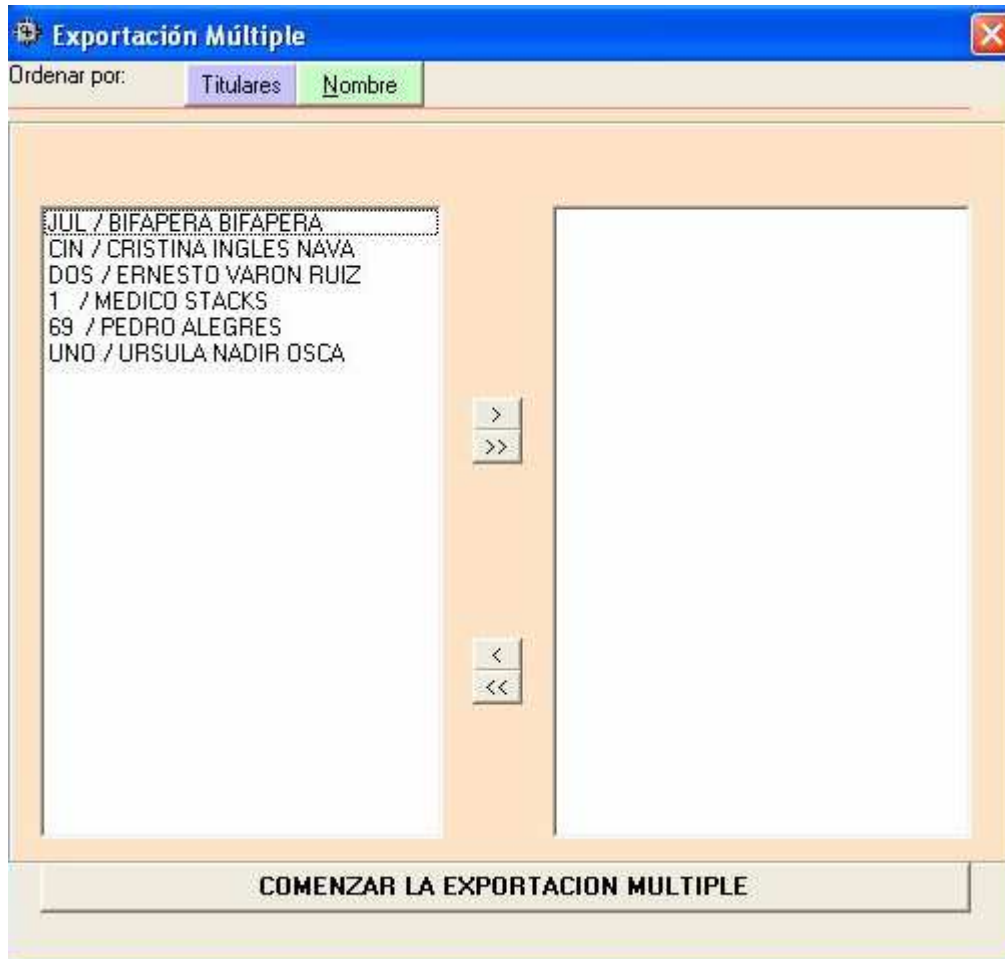 Exportación Múltiple
Ordenar por: Titulares Nombre
JUL / BIFAPERA BIFAPERA
CIN / CRISTINA INGLES NAVA
DOS / ERNESTO VARON RUIZ
1 / MEDICO STACKS
69 / PEDRO ALEGRES
UNO / URSULA NADIR OSCA
>
>>
<
<<
COMENZAR LA EXPORTACION MULTIPLE